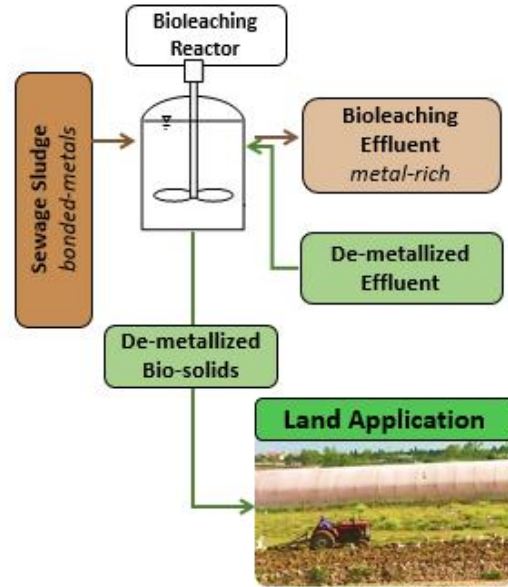 Bioleaching
Reactor
Sewage Sludge
bonded-metals
Bioleaching
Effluent
metal-rich
De-metallized
Effluent
De-metallized
Bio-solids
Land Application